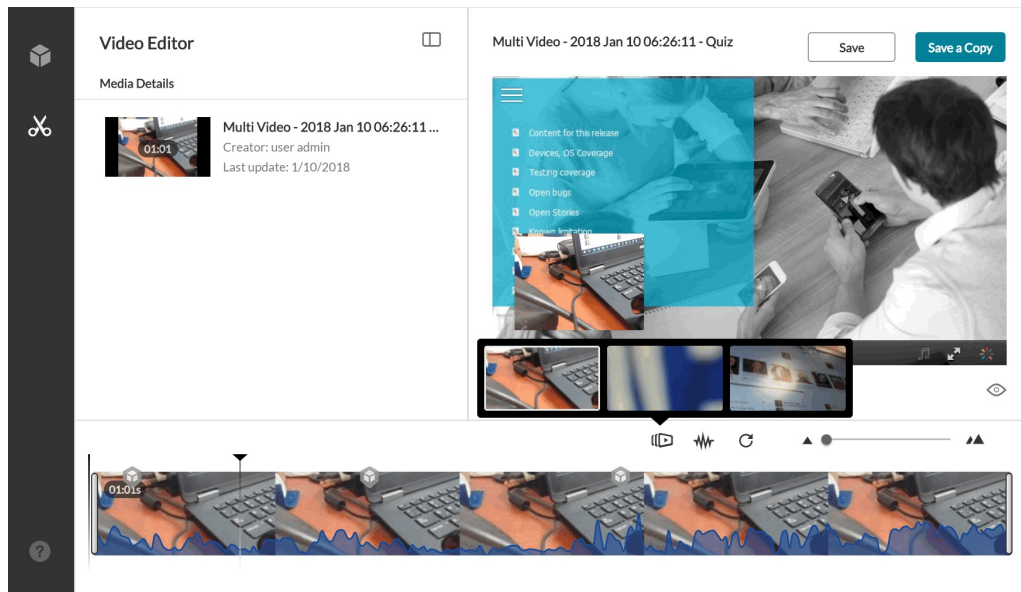 Video Editor
Media Details
01:01
Multi Video - 2018 Jan 10 06:26:11 ...
Creator: user admin
Last update: 1/10/2018
Multi Video - 2018 Jan 10 06:26:11 - Quiz
Save
Save a Copy
Content for this release
Devices, OS Coverage
Testing coverage
Open bugs
Open Stories
Known limitation
01:01s
?